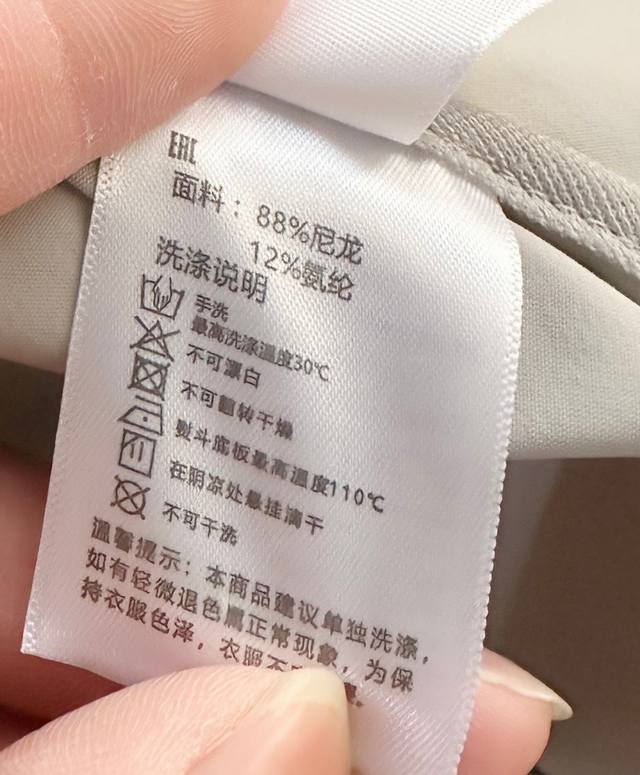 EAC
面料：88%尼龙
12%氨纶
洗涤说明
手洗
最高洗涤温度30℃
不可漂白
不可翻转干燥
熨斗底板最高温度110℃
在阴凉处悬挂滴干
不可干洗
温馨提示：本商品建议单独洗涤，
如有轻微退色属正常现象，为保
持衣服色泽，衣服不